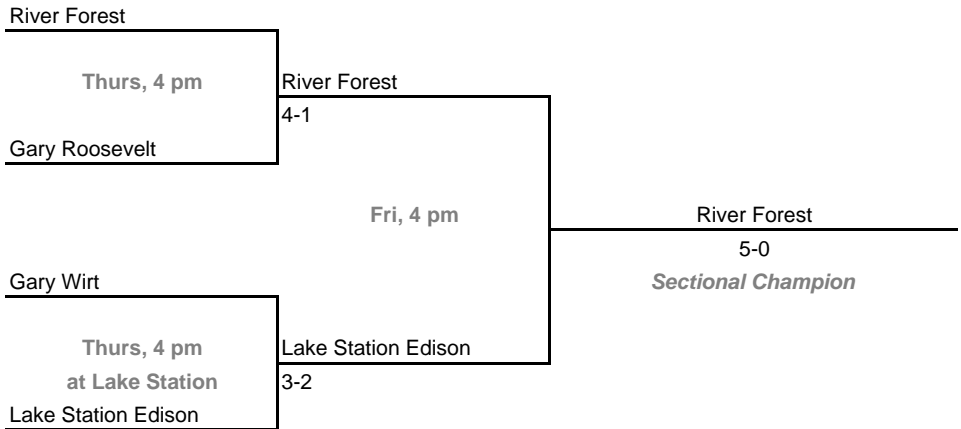 River Forest
Thurs, 4 pm
River Forest
4-1
Gary Roosevelt
Fri, 4 pm
River Forest
5-0
Sectional Champion
Gary Wirt
Thurs, 4 pm
at Lake Station
Lake Station Edison
3-2
Lake Station Edison